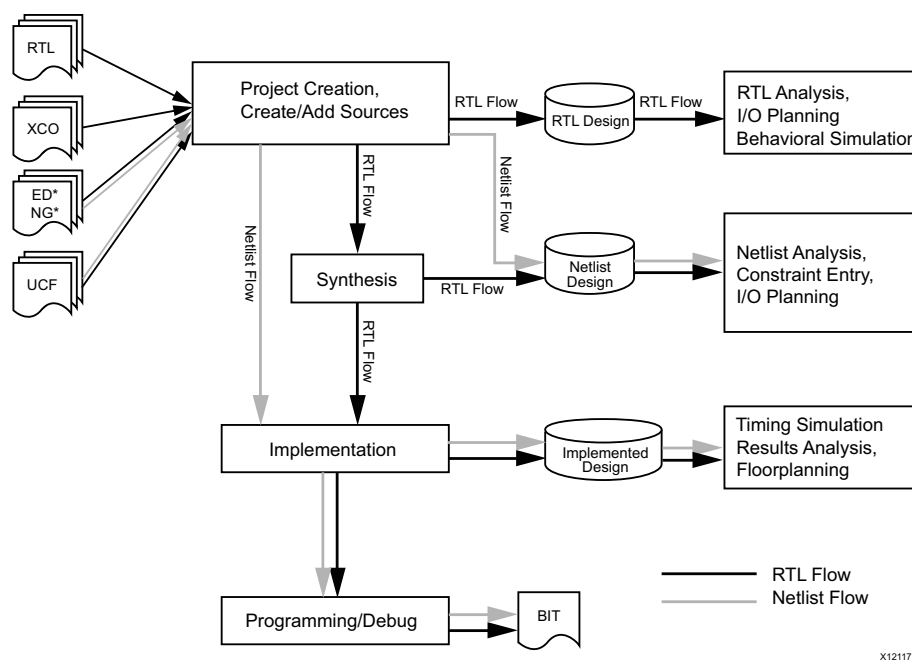 RTL
XCO
ED*
NG*
UCF
Project Creation,
Create/Add Sources
RTL Flow
RTL Design
RTL Flow
RTL Analysis,
I/O Planning
Behavioral Simulation
Netlist Flow
RTL Flow
Netlist Flow
Synthesis
RTL Flow
Netlist
Design
Netlist Analysis,
Constraint Entry,
I/O Planning
RTL Flow
Implementation
Implemented
Design
Timing Simulation
Results Analysis,
Floorplanning
Programming/Debug
BIT
RTL Flow
Netlist Flow
X12117